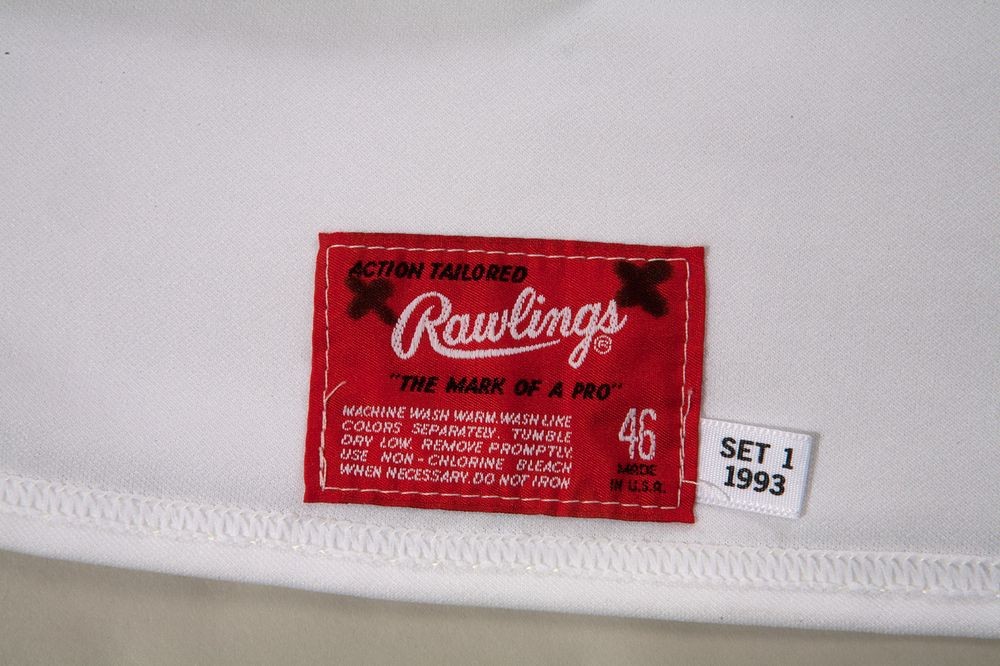 ACTION TAILORED
Rawlings®
"THE MARK OF A PRO"
MACHINE WASH WARM. WASH LIKE
COLORS SEPARATELY. TUMBLE
DRY LOW. REMOVE PROMPTLY.
USE NON-CHLORINE BLEACH
WHEN NECESSARY. DO NOT IRON
46
MADE
IN U.S.A.
SET 1
1993